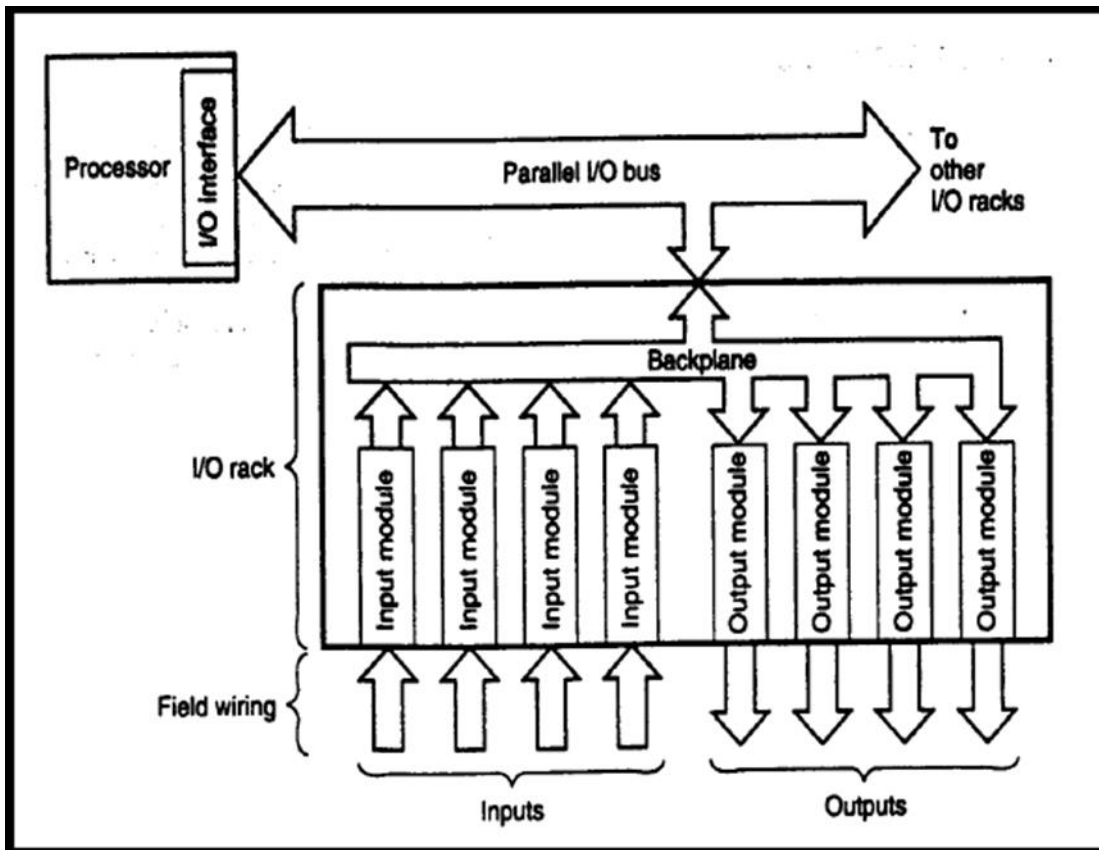 Processor
I/O interface
Parallel I/O bus
To
other
I/O racks
Backplane
I/O rack
Input module
Input module
Input module
Input module
Output module
Output module
Output module
Output module
Field wiring
Inputs
Outputs